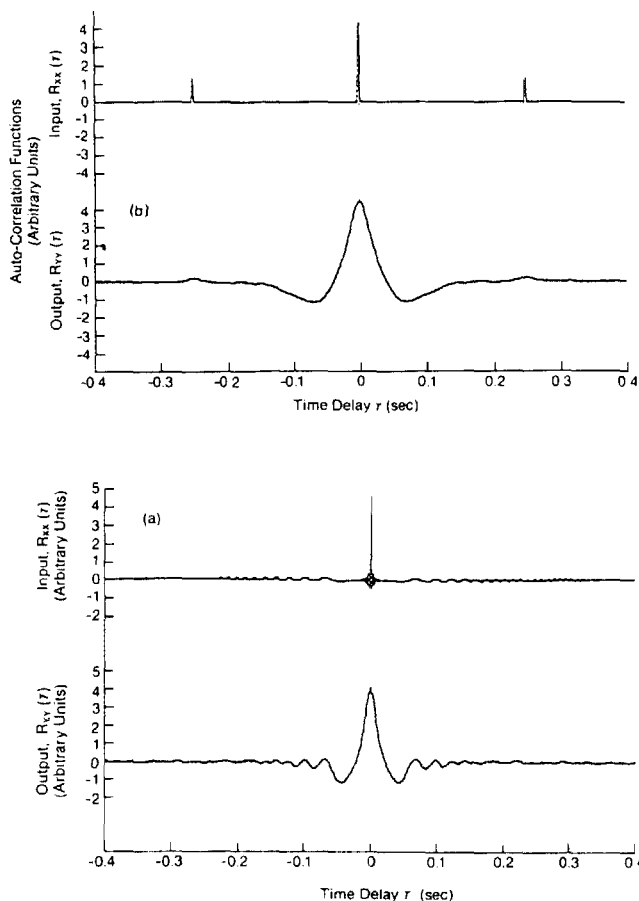 Auto-Correlation Functions
(Arbitrary Units)
Input, Rxx (τ)
4
3
2
1
0
-1
-2
-3
-4
(b)
Output, Ryy (τ)
4
3
2
1
0
-1
-2
-3
-4
-0.4 -0.3 -0.2 -0.1 0 0.1 0.2 0.3 0.4
Time Delay τ (sec)
(a)
Input, Rxx (τ)
(Arbitrary Units)
5
4
3
2
1
0
-1
-2
Output, RYY (τ)
(Arbitrary Units)
5
4
3
2
1
0
-1
-2
-0.4 -0.3 -0.2 -0.1 0 0.1 0.2 0.3 0.4
Time Delay τ (sec)